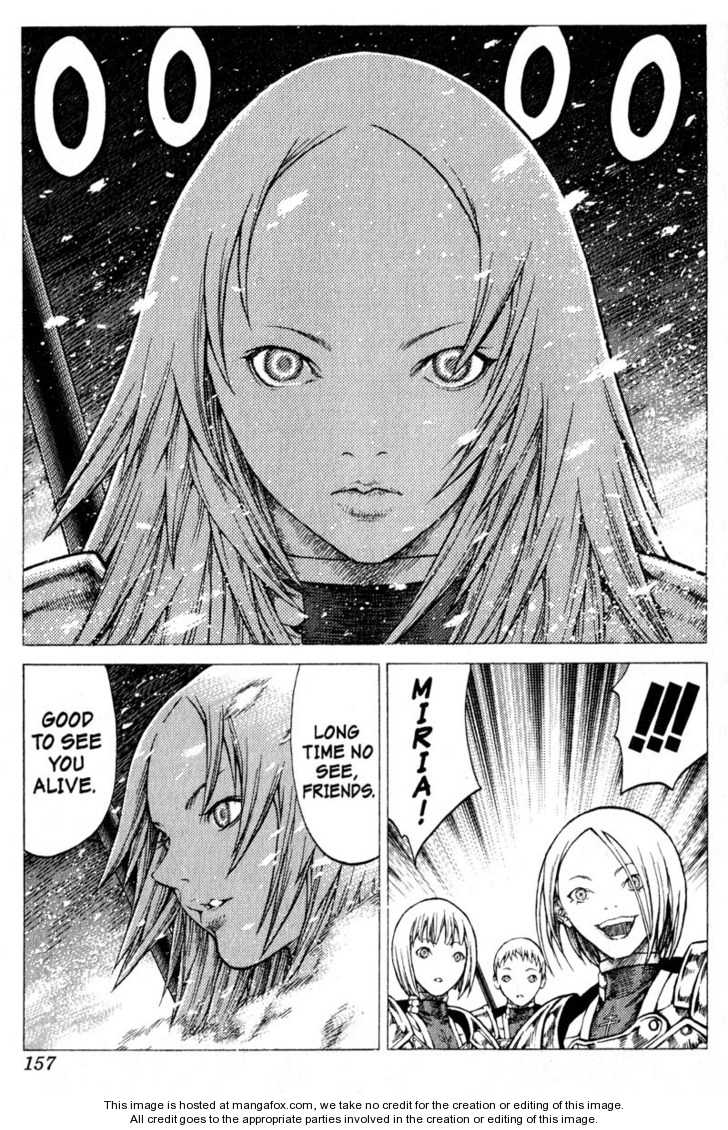 MIRIA!
!!!
LONG
TIME NO
SEE,
FRIENDS.
GOOD
TO SEE
YOU
ALIVE.
157
This image is hosted at mangafox.com, we take no credit for the creation or editing of this image.
All credit goes to the appropriate parties involved in the creation or editing of this image.